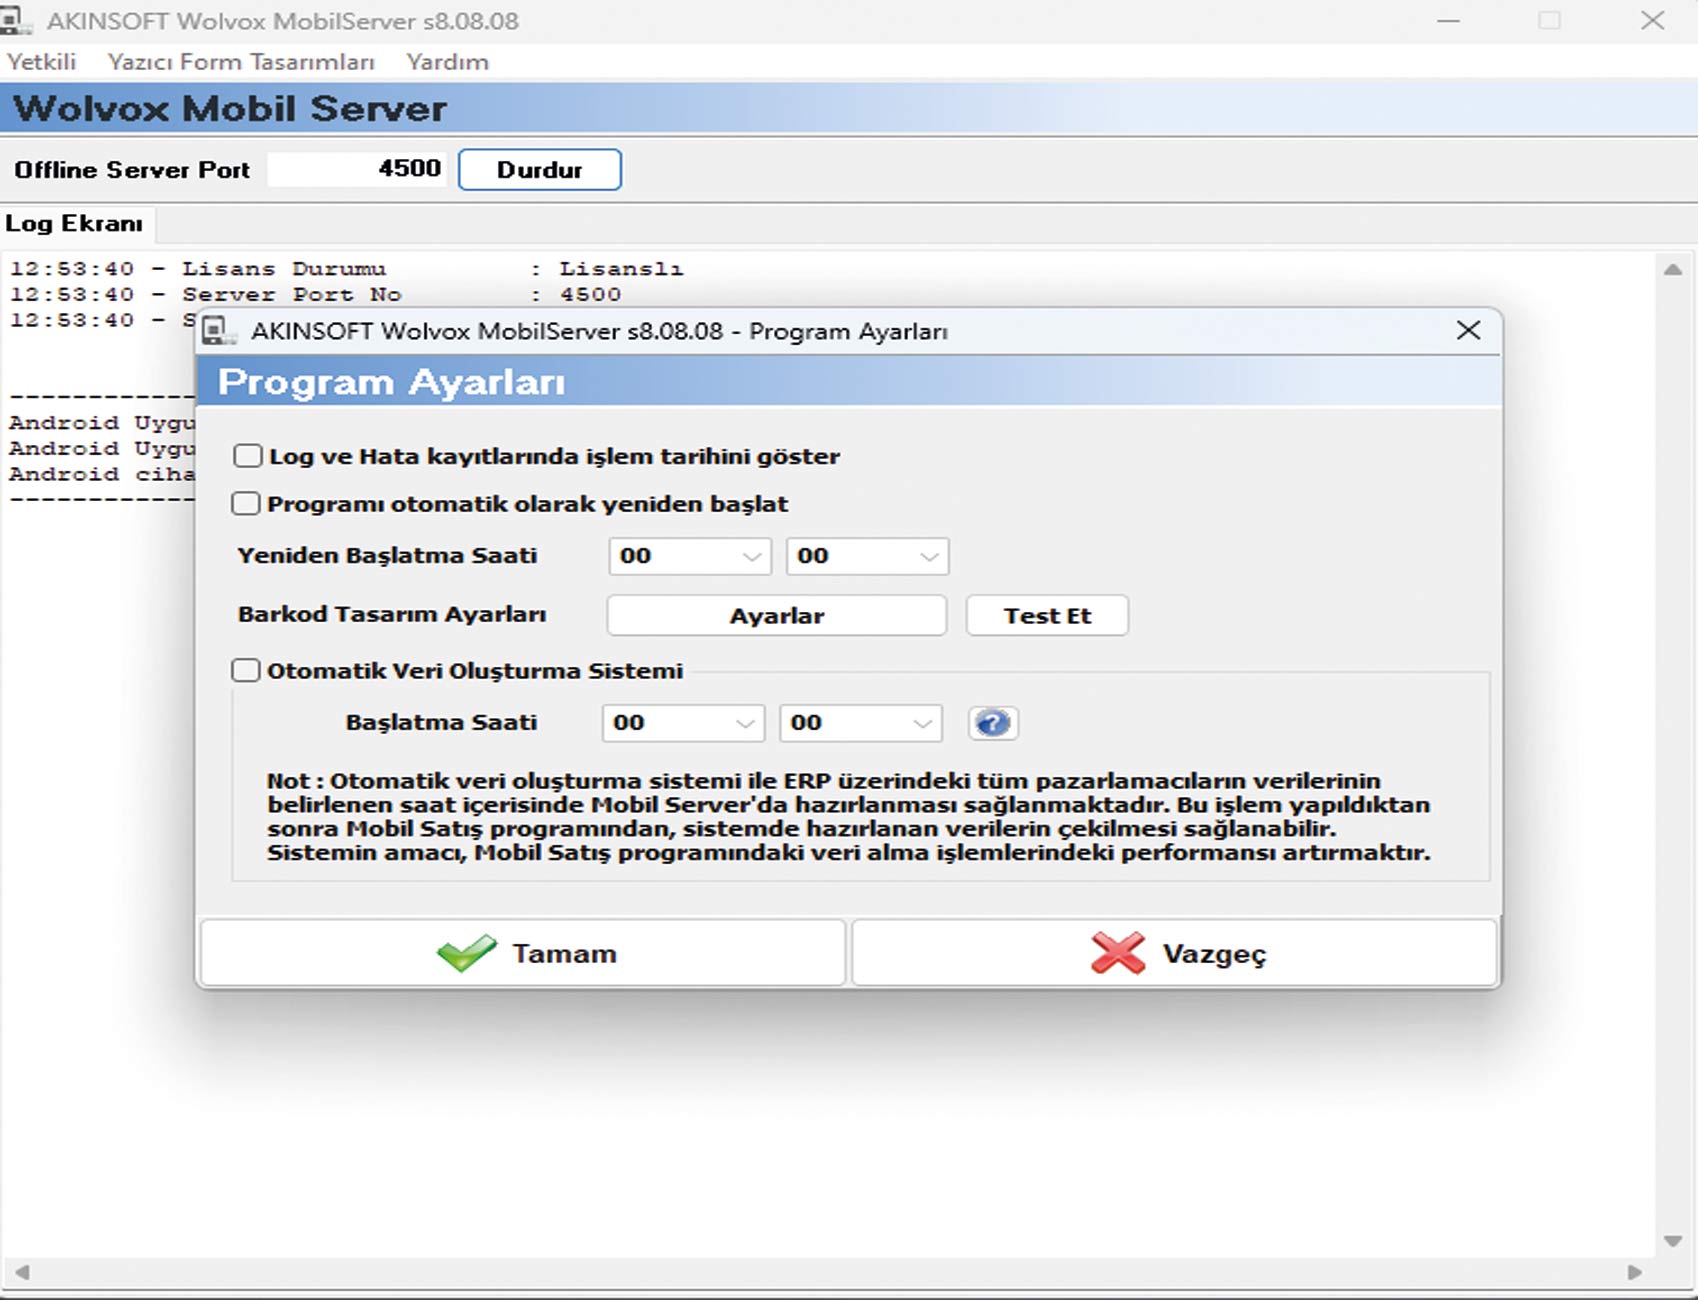 AKINSOFT Wolvox MobilServer s8.08.08
Yetkili Yazıcı Form Tasarımları Yardım
Wolvox Mobil Server
Offline Server Port 4500 Durdur
Log Ekranı
12:53:40 - Lisans Durumu : Lisanslı
12:53:40 - Server Port No : 4500
12:53:40 - S
------------
Android Uygu
Android Uygu
Android ciha
------------
AKINSOFT Wolvox MobilServer s8.08.08 - Program Ayarları
Program Ayarları
Log ve Hata kayıtlarında işlem tarihini göster
Programı otomatik olarak yeniden başlat
Yeniden Başlatma Saati 00 00
Barkod Tasarım Ayarları Ayarlar Test Et
Otomatik Veri Oluşturma Sistemi
Başlatma Saati 00 00 ?
Not : Otomatik veri oluşturma sistemi ile ERP üzerindeki tüm pazarlamacıların verilerinin
belirlenen saat içerisinde Mobil Server'da hazırlanması sağlanmaktadır. Bu işlem yapıldıktan
sonra Mobil Satış programından, sistemde hazırlanan verilerin çekilmesi sağlanabilir.
Sistemin amacı, Mobil Satış programındaki veri alma işlemlerindeki performansı artırmaktır.
Tamam Vazgeç